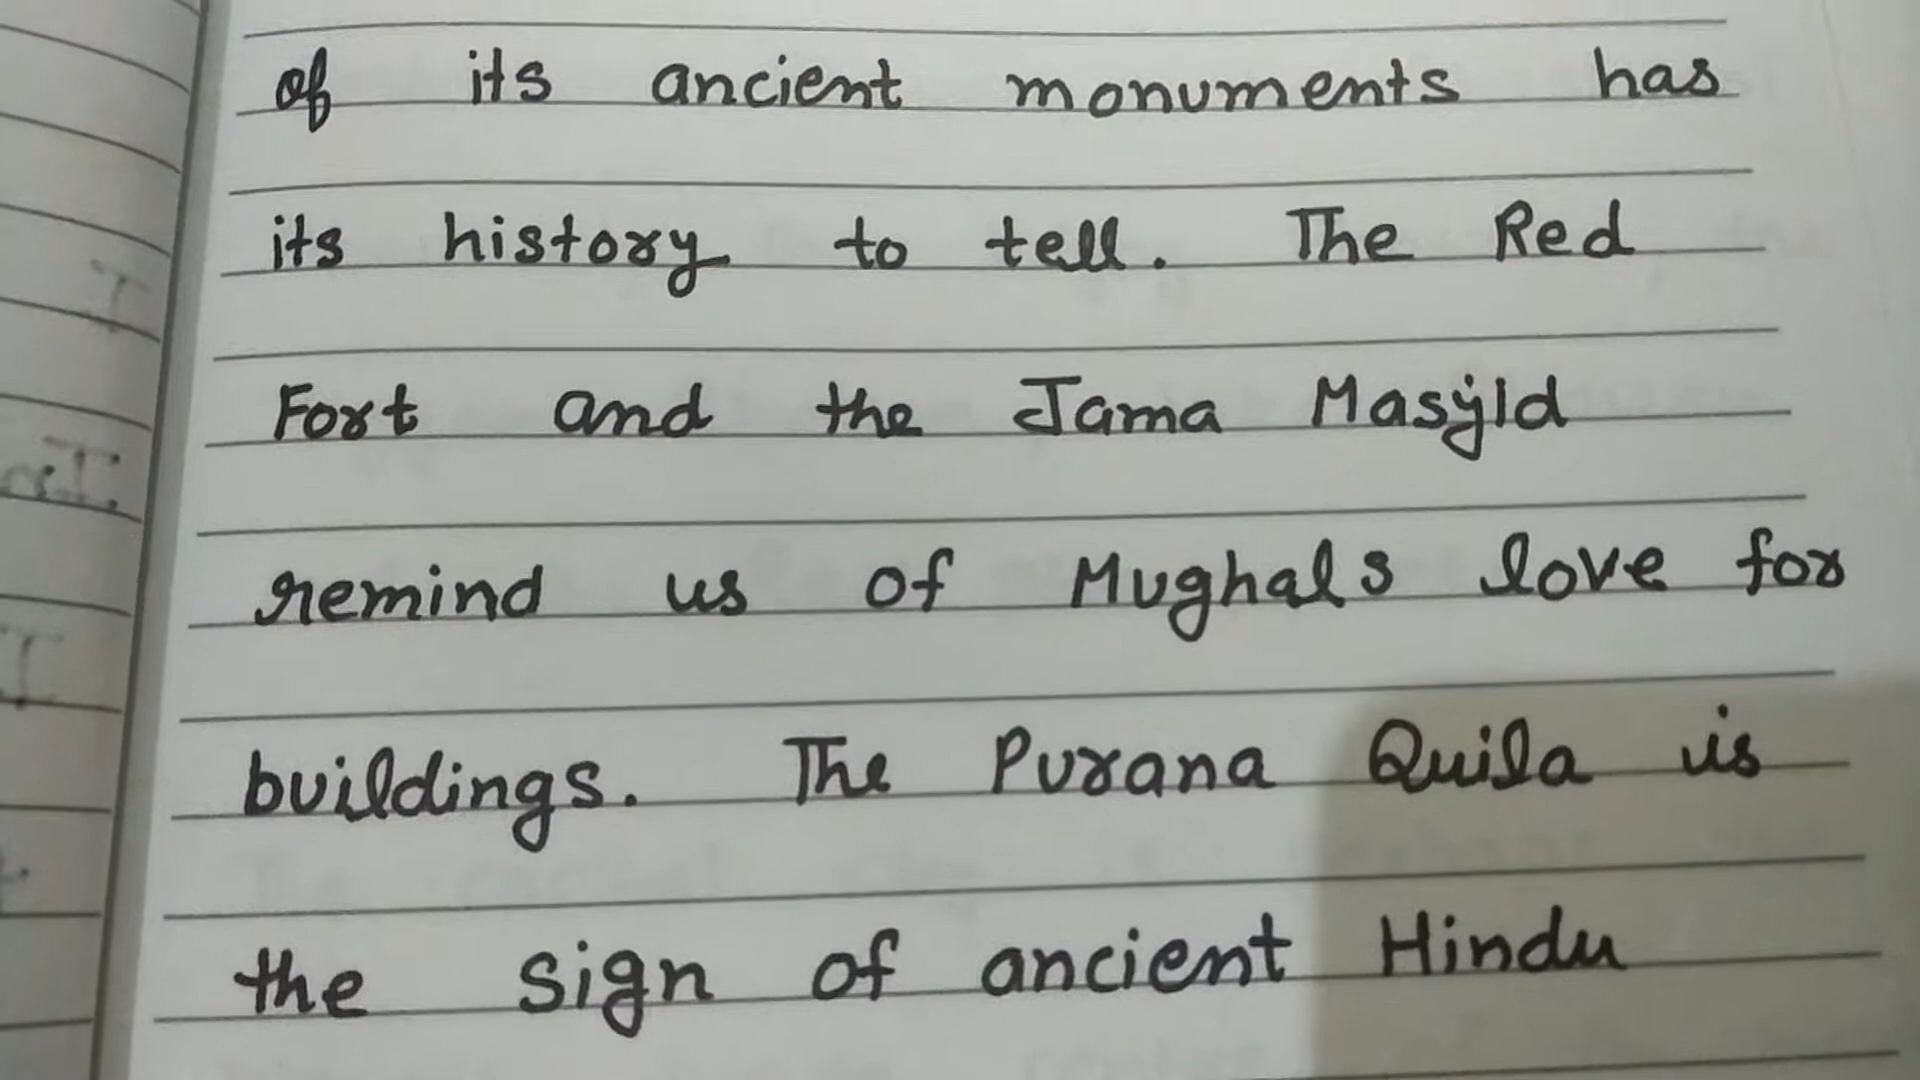 of its ancient monuments has
its history to tell. The Red
Fort and the Jama Masjid
remind us of Mughals love for
buildings. The Purana Quila is
the sign of ancient Hindu